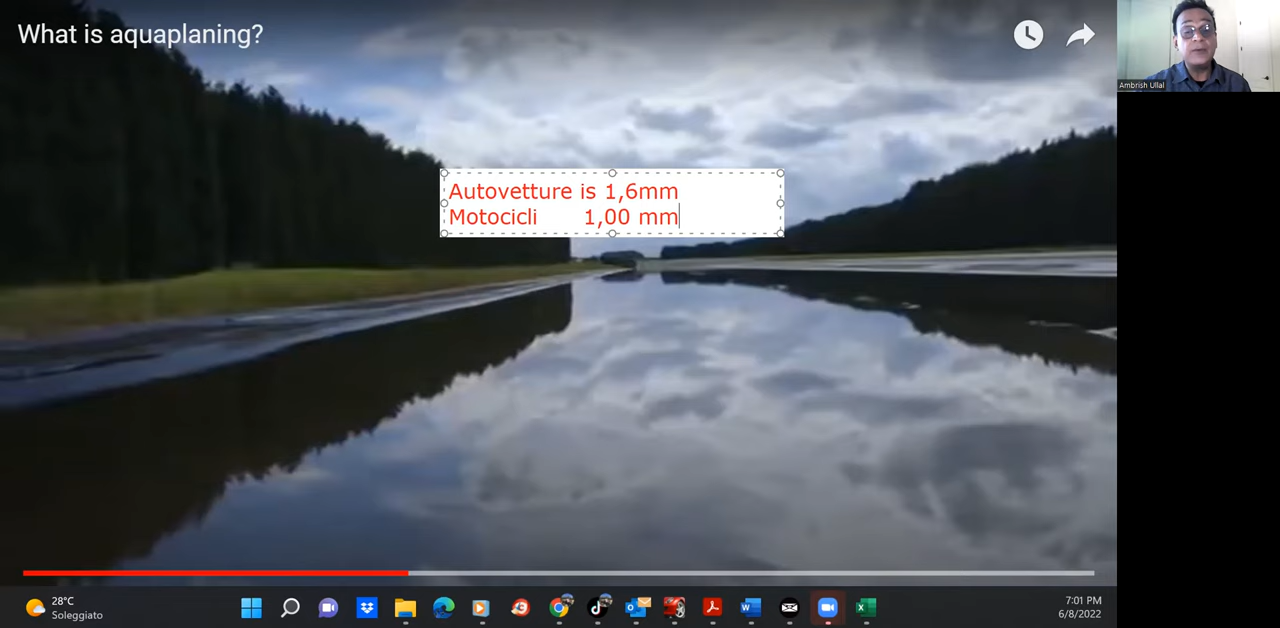 What is aquaplaning?
Ambrish Ullal
Autovetture is 1,6mm
Motocicli 1,00 mm
28°C
Soleggiato
7:01 PM
6/8/2022